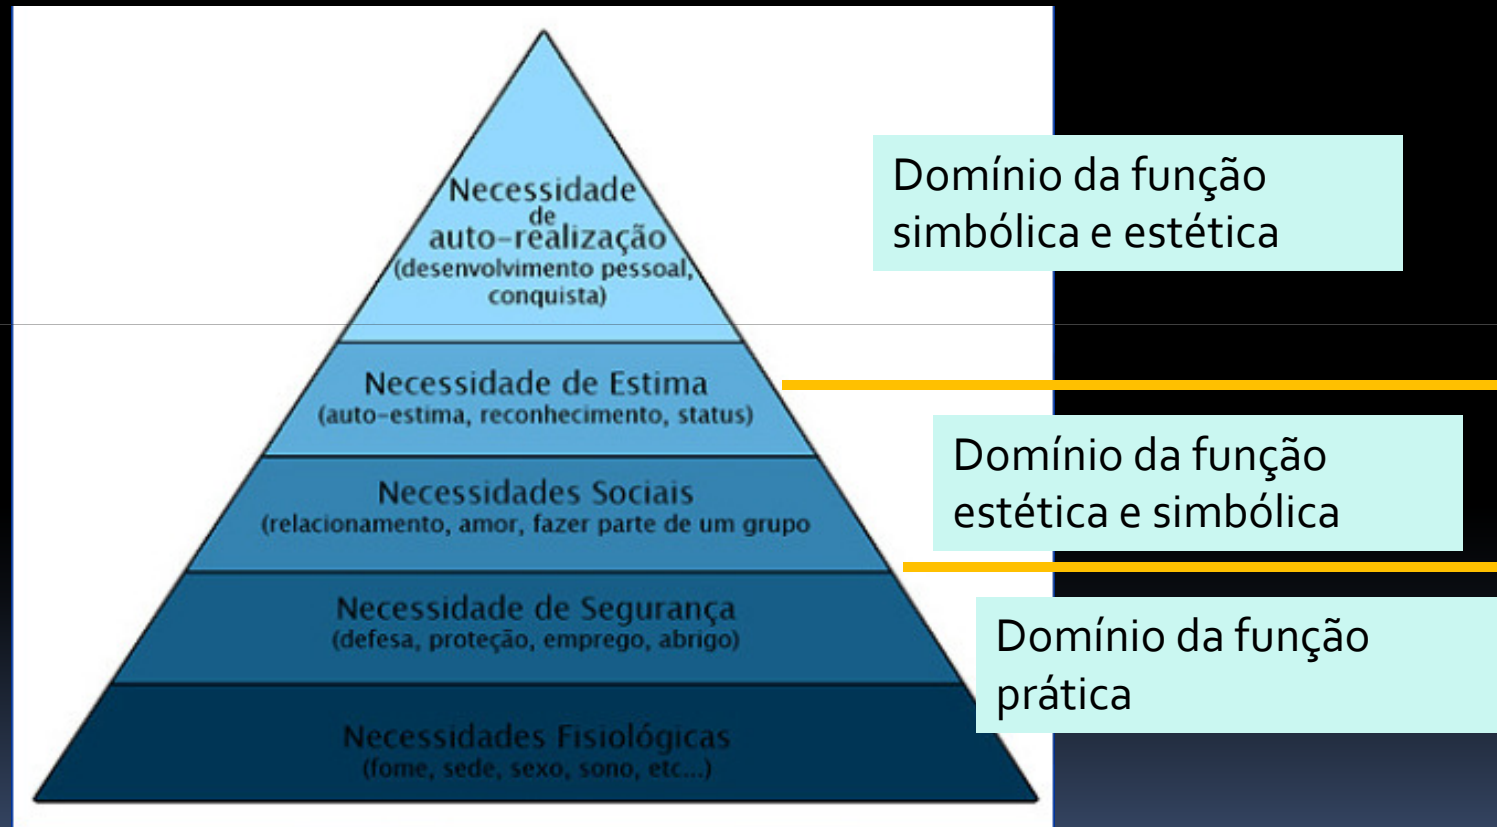 Necessidade
de
auto-realização
(desenvolvimento pessoal,
conquista)
Domínio da função
simbólica e estética
Necessidade de Estima
(auto-estima, reconhecimento, status)
Necessidades Sociais
(relacionamento, amor, fazer parte de um grupo
Domínio da função
estética e simbólica
Necessidade de Segurança
(defesa, proteção, emprego, abrigo)
Domínio da função
prática
Necessidades Fisiológicas
(fome, sede, sexo, sono, etc...)